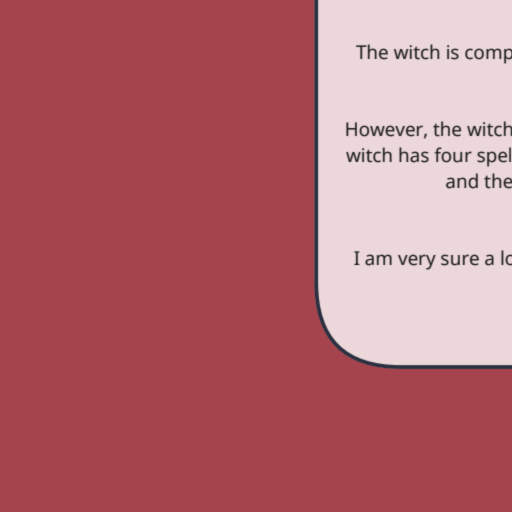 The witch is comp
However, the witch
witch has four spel
and the
I am very sure a lo